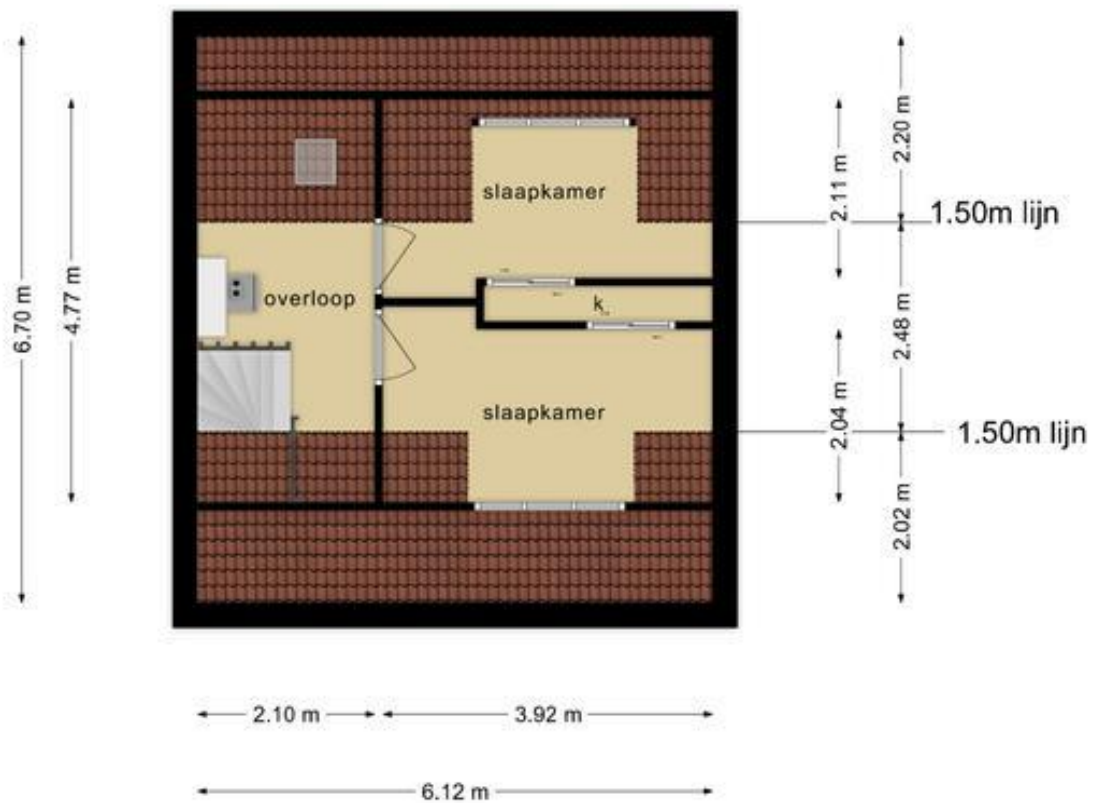 2.20 m
slaapkamer
2.11 m
1.50m lijn
6.70 m
4.77 m
overloop
k
2.48 m
slaapkamer
2.04 m
1.50m lijn
2.02 m
2.10 m
3.92 m
6.12 m